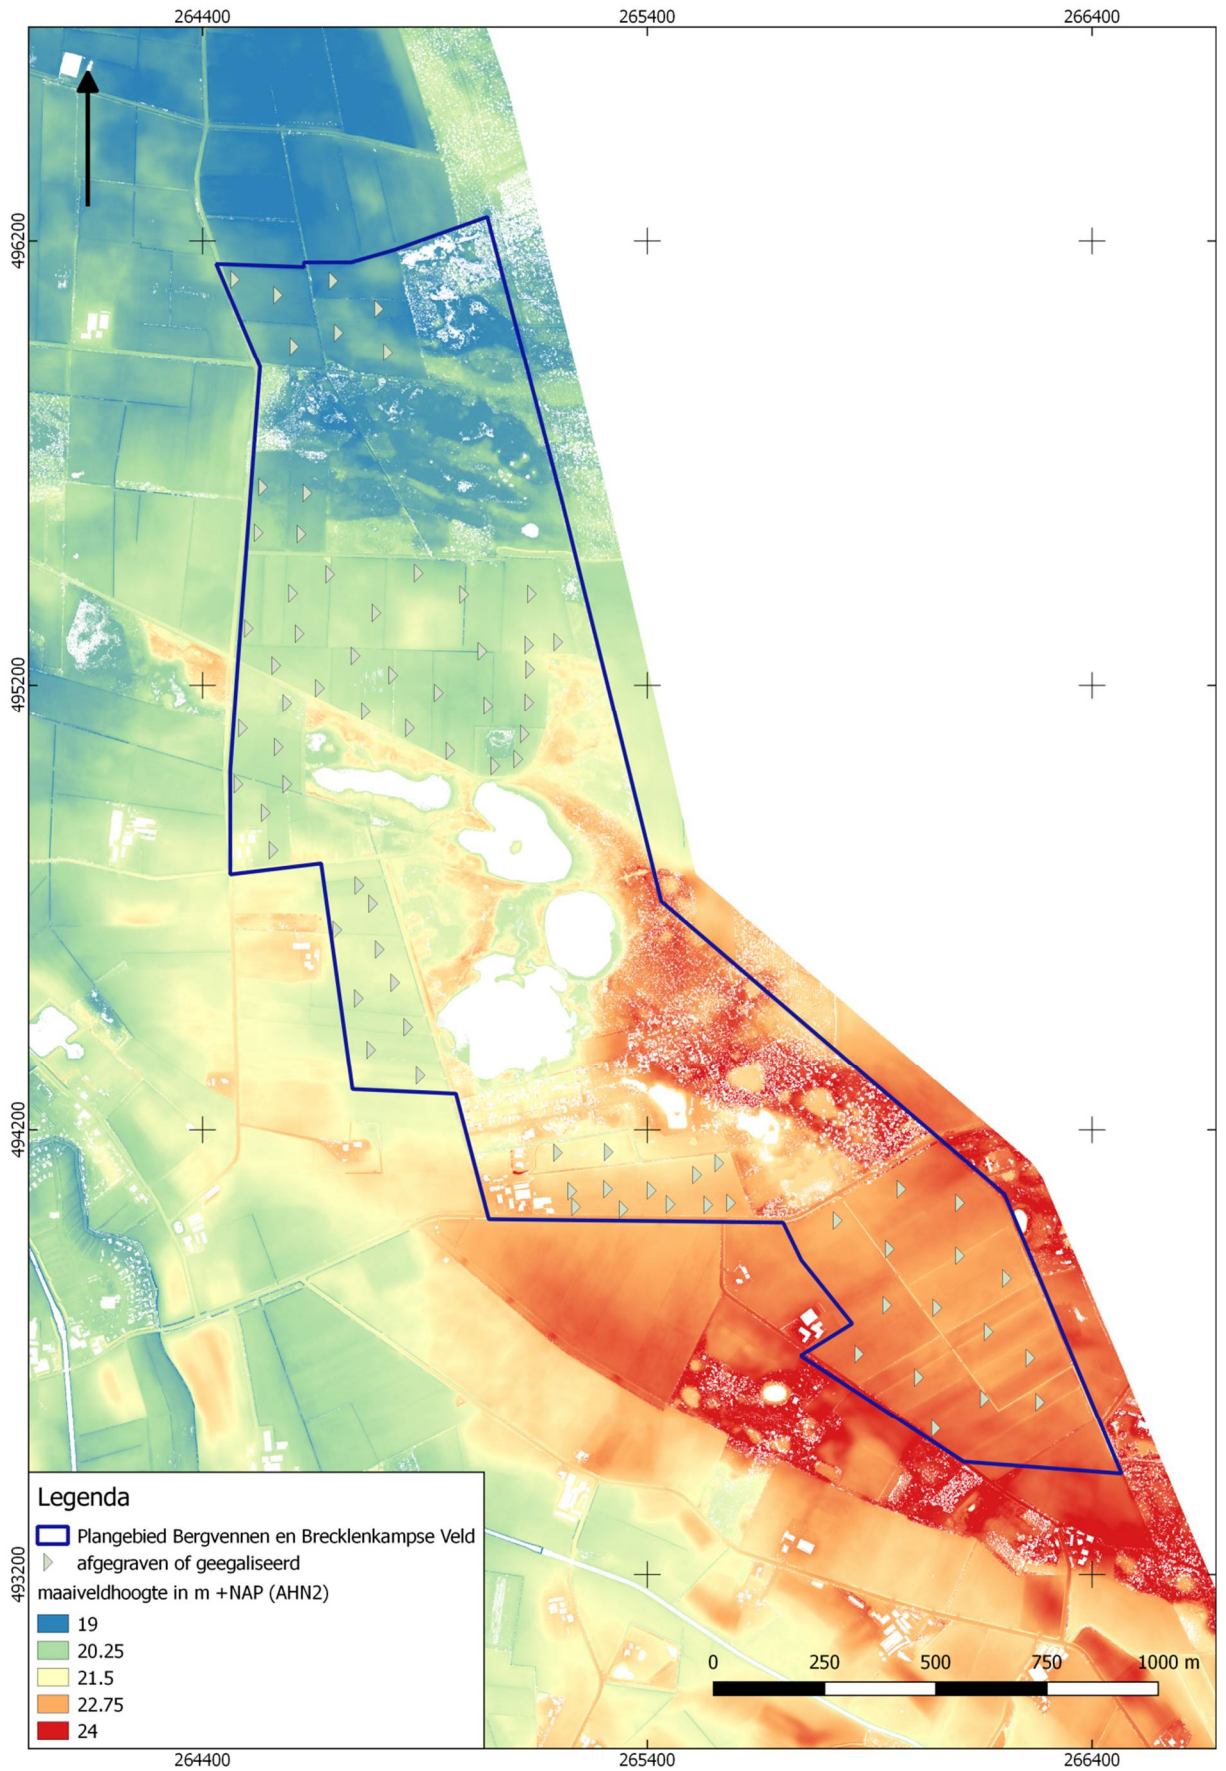 264400 265400 266400
496200
495200
494200
493200
Legenda
Plangebied Bergvennen en Brecklenkampse Veld
afgegraven of geegaliseerd
maaiveldhoogte in m +NAP (AHN2)
19
20.25
21.5
22.75
24
0 250 500 750 1000 m
264400 265400 266400